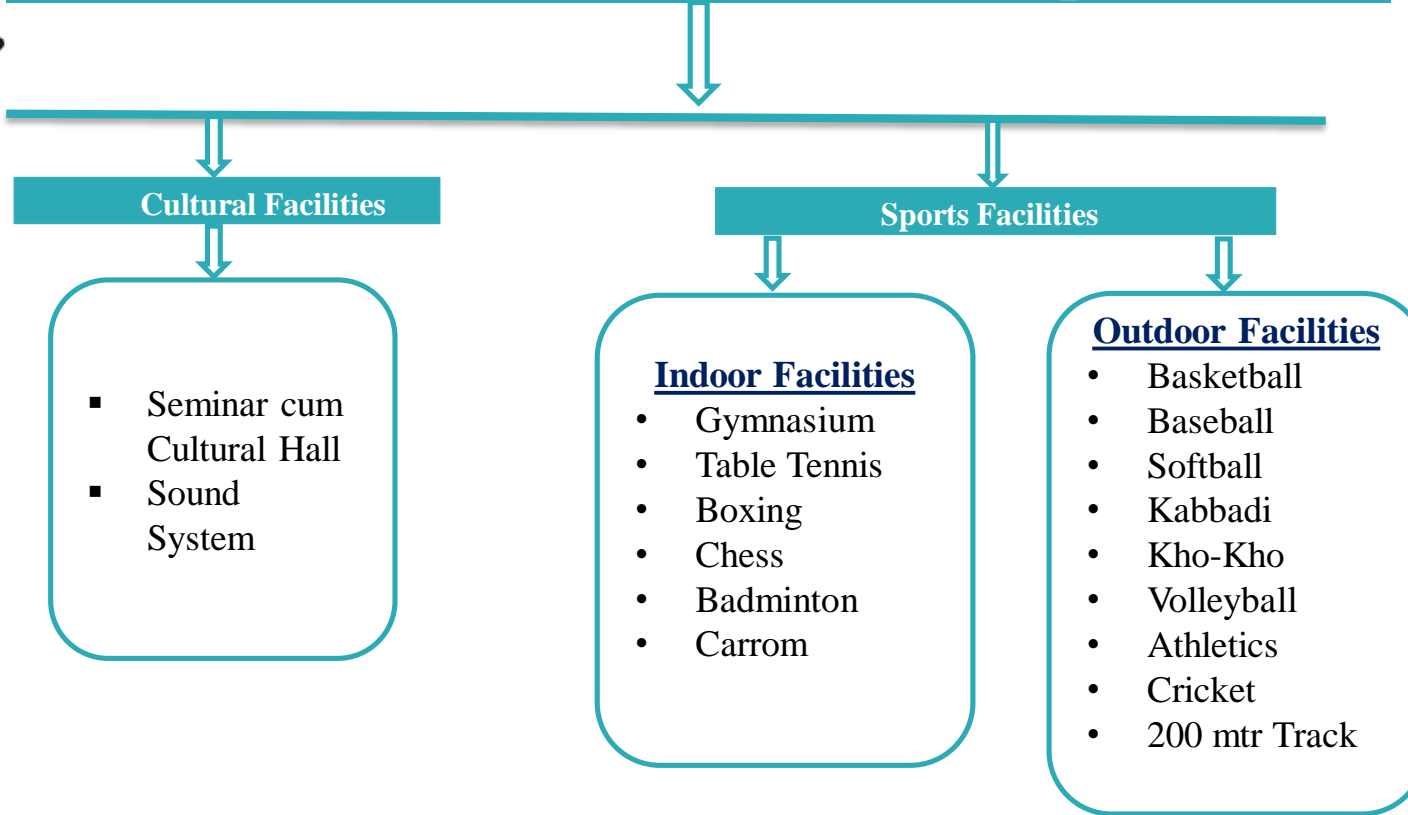 Cultural Facilities
Sports Facilities
▪ Seminar cum
Cultural Hall
▪ Sound
System
Indoor Facilities
• Gymnasium
• Table Tennis
• Boxing
• Chess
• Badminton
• Carrom
Outdoor Facilities
• Basketball
• Baseball
• Softball
• Kabbadi
• Kho-Kho
• Volleyball
• Athletics
• Cricket
• 200 mtr Track